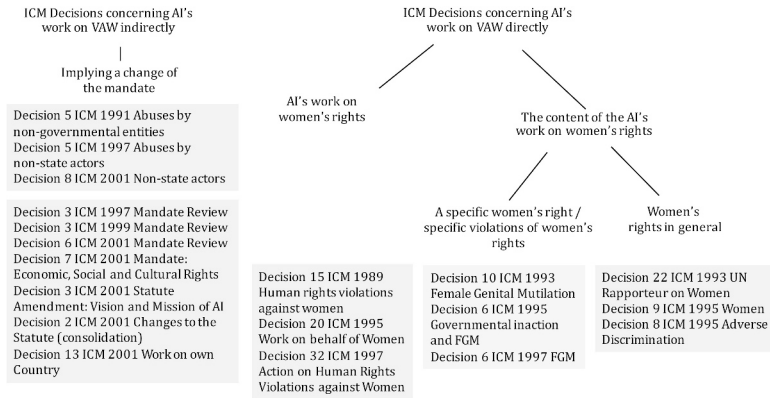 ICM Decisions concerning AI's
work on VAW indirectly
Implying a change of
the mandate
Decision 5 ICM 1991 Abuses by
non-governmental entities
Decision 5 ICM 1997 Abuses by
non-state actors
Decision 8 ICM 2001 Non-state actors
Decision 3 ICM 1997 Mandate Review
Decision 3 ICM 1999 Mandate Review
Decision 6 ICM 2001 Mandate Review
Decision 7 ICM 2001 Mandate:
Economic, Social and Cultural Rights
Decision 3 ICM 2001 Statute
Amendment: Vision and Mission of AI
Decision 2 ICM 2001 Changes to the
Statute (consolidation)
Decision 13 ICM 2001 Work on own
Country
ICM Decisions concerning AI's
work on VAW directly
AI's work on
women's rights
Decision 15 ICM 1989
Human rights violations
against women
Decision 20 ICM 1995
Work on behalf of Women
Decision 32 ICM 1997
Action on Human Rights
Violations against Women
The content of the AI's
work on women's rights
A specific women's right /
specific violations of women's
rights
Decision 10 ICM 1993
Female Genital Mutilation
Decision 6 ICM 1995
Governmental inaction
and FGM
Decision 6 ICM 1997 FGM
Women's
rights in general
Decision 22 ICM 1993 UN
Rapporteur on Women
Decision 9 ICM 1995 Women
Decision 8 ICM 1995 Adverse
Discrimination